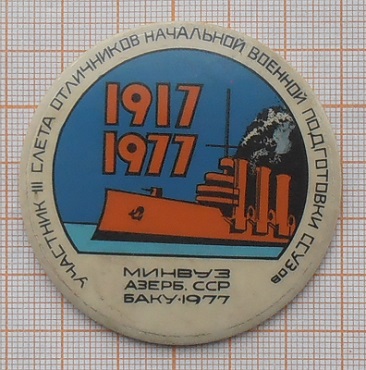 УЧАСТНИК III СЛЕТА ОТЛИЧНИКОВ НАЧАЛЬНОЙ ВОЕННОЙ ПОДГОТОВКИ ССУЗов
1917
1977
МИНВУЗ
АЗЕРБ. ССР
БАКУ·1977